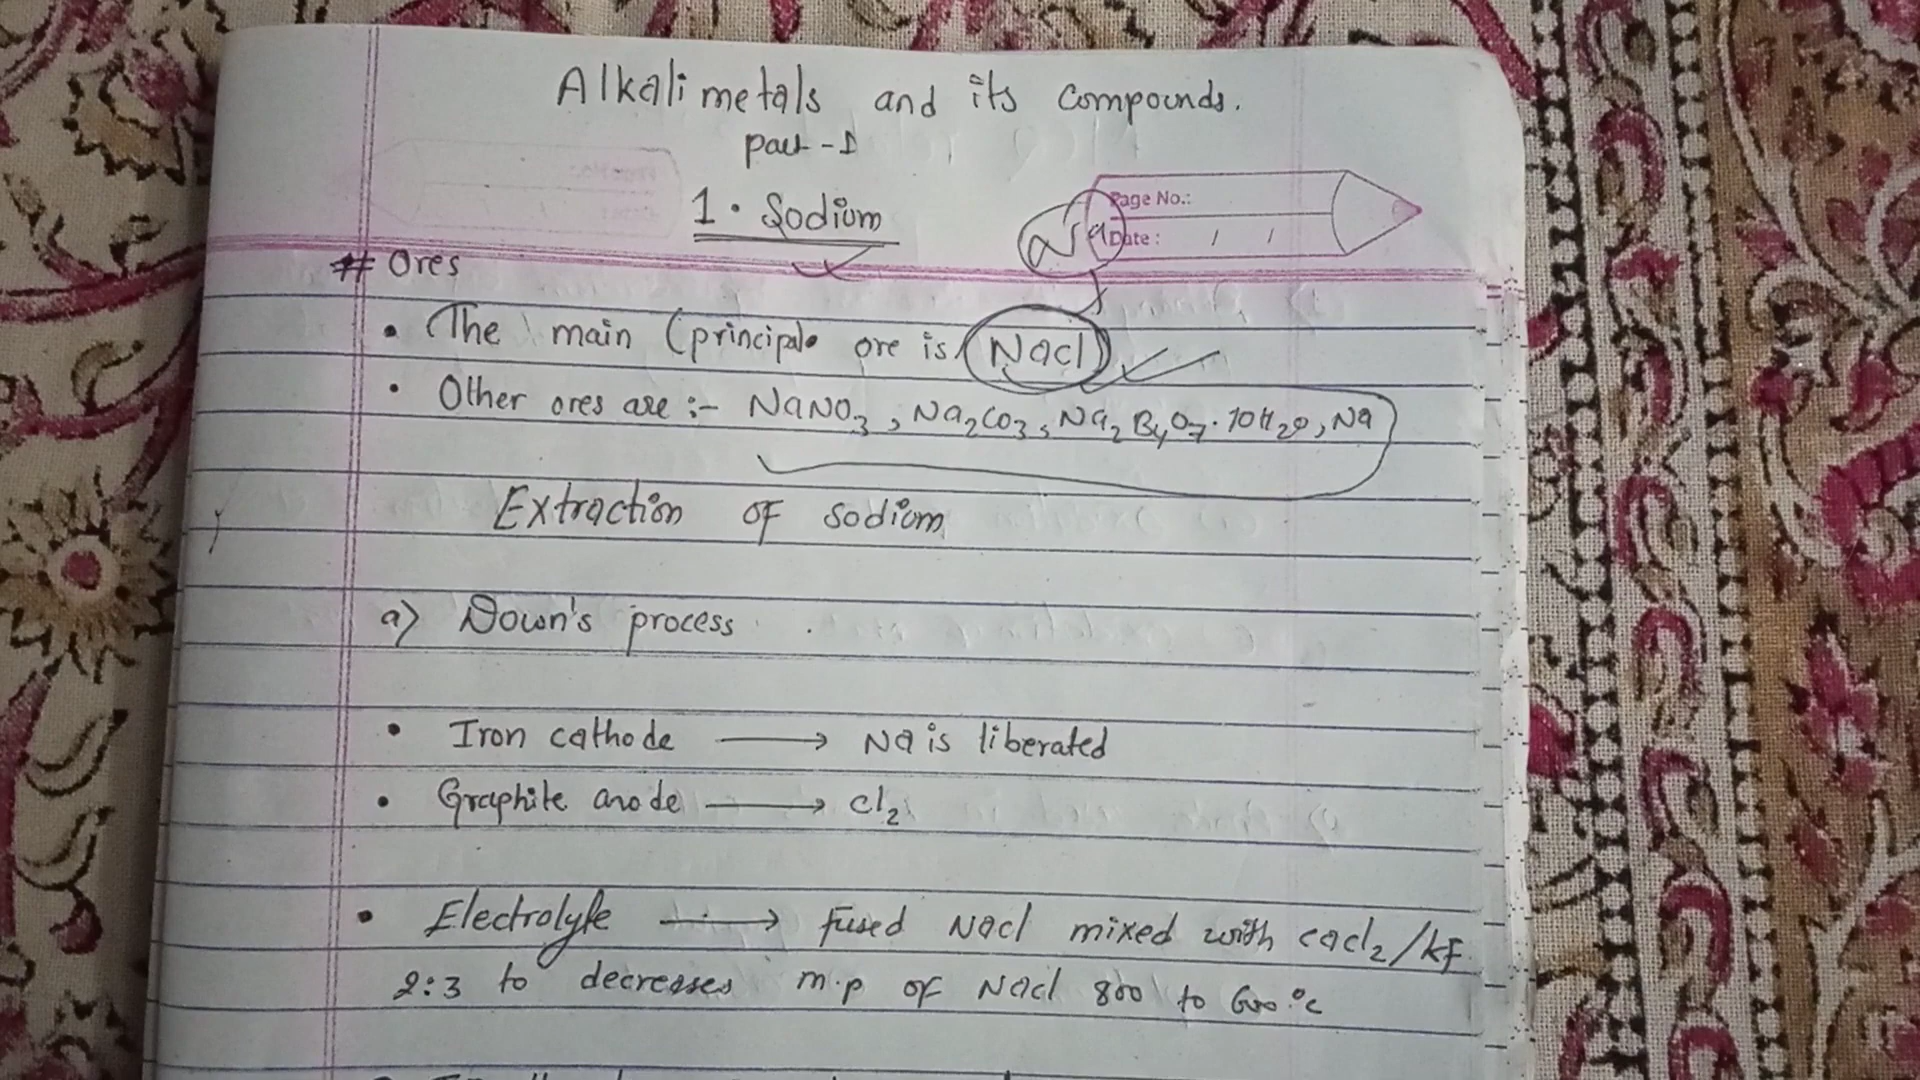 Alkali metals and its compounds.
part - I
1. Sodium
Na
Page No.:
Date : / /
# Ores
• The main (principal• ore is (NaCl)
• Other ores are :- NaNO3, Na2CO3, Na2B4O7.10H2O, Na
Extraction of sodium
a) Down's process
• Iron cathode → Na is liberated
• Graphite anode → Cl2
• Electrolyte → fused NaCl mixed with CaCl2/KF
2:3 to decreases m.p of NaCl 800 to 600 °C